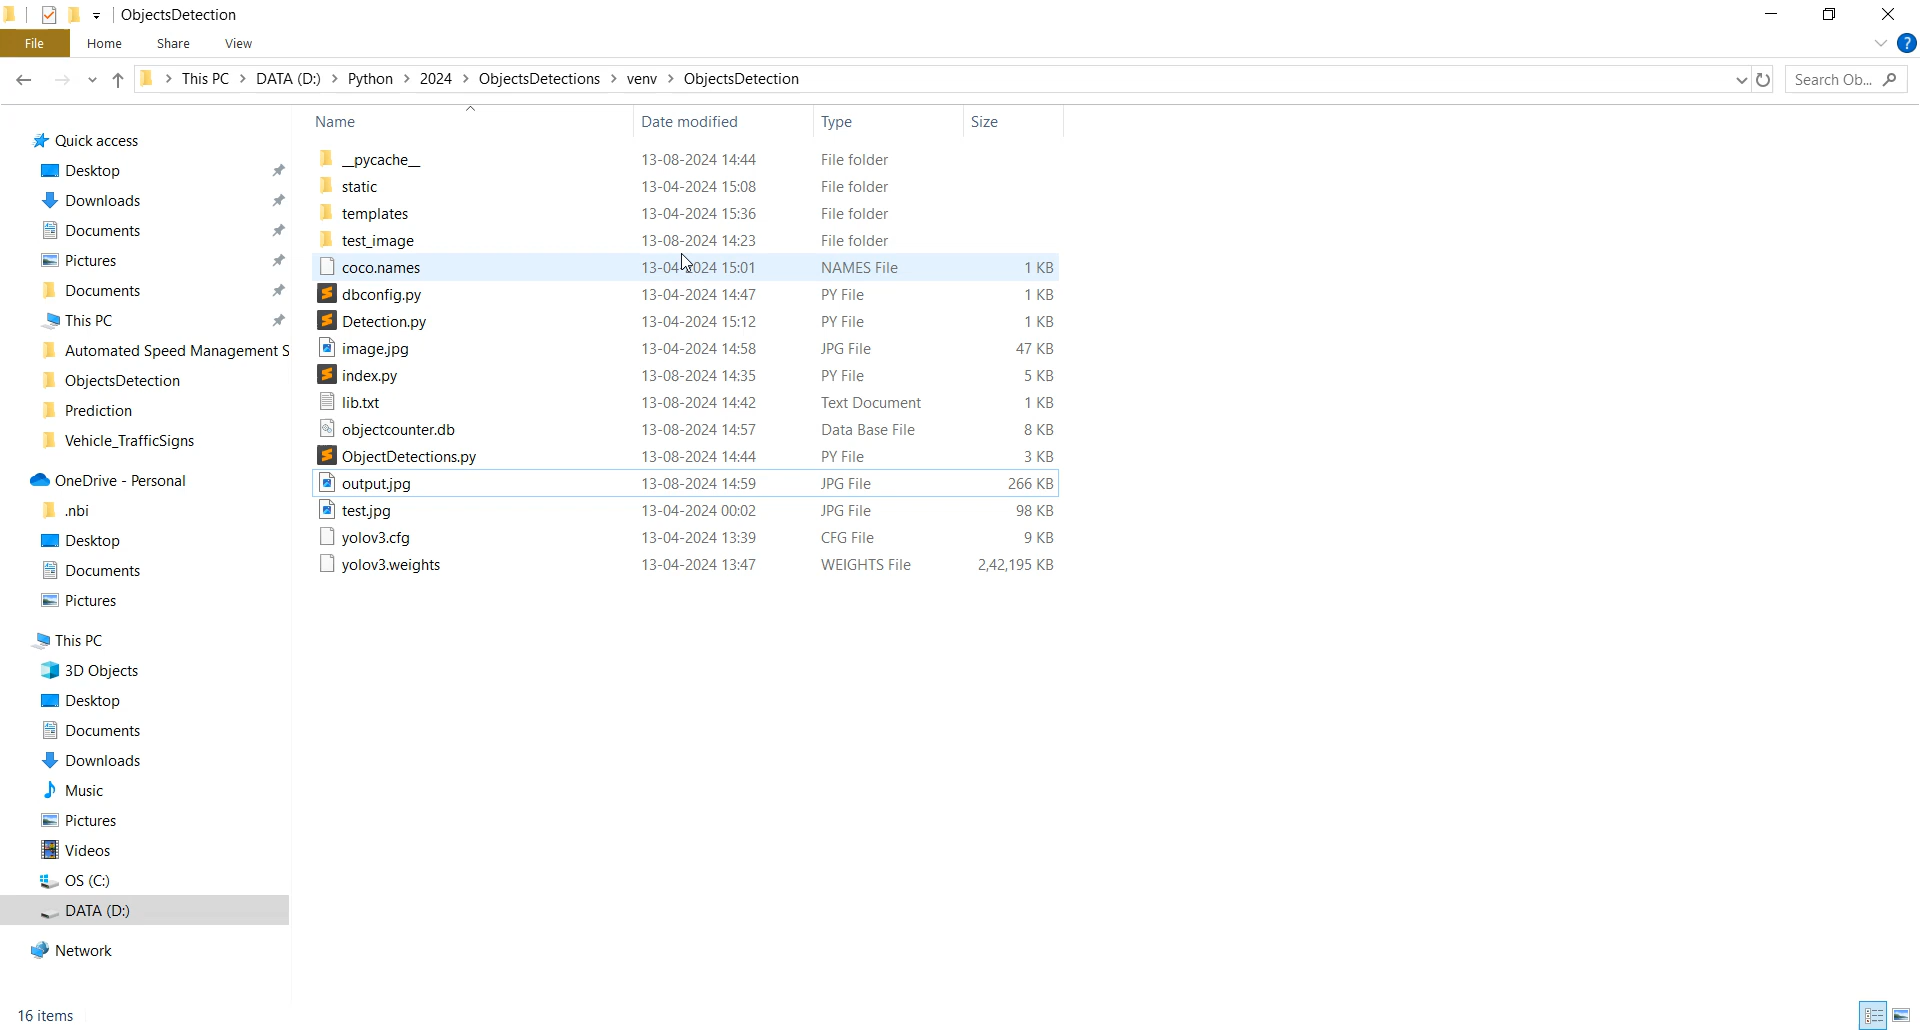 ObjectsDetection
File Home Share View
This PC > DATA (D:) > Python > 2024 > ObjectsDetections > venv > ObjectsDetection
Search Ob...
Name Date modified Type Size
Quick access
Desktop
Downloads
Documents
Pictures
Documents
This PC
Automated Speed Management S
ObjectsDetection
Prediction
Vehicle_TrafficSigns
OneDrive - Personal
.nbi
Desktop
Documents
Pictures
This PC
3D Objects
Desktop
Documents
Downloads
Music
Pictures
Videos
OS (C:)
DATA (D:)
Network
__pycache__ 13-08-2024 14:44 File folder
static 13-04-2024 15:08 File folder
templates 13-04-2024 15:36 File folder
test_image 13-08-2024 14:23 File folder
coco.names 13-04-2024 15:01 NAMES File 1 KB
dbconfig.py 13-04-2024 14:47 PY File 1 KB
Detection.py 13-04-2024 15:12 PY File 1 KB
image.jpg 13-04-2024 14:58 JPG File 47 KB
index.py 13-08-2024 14:35 PY File 5 KB
lib.txt 13-08-2024 14:42 Text Document 1 KB
objectcounter.db 13-08-2024 14:57 Data Base File 8 KB
ObjectDetections.py 13-08-2024 14:44 PY File 3 KB
output.jpg 13-08-2024 14:59 JPG File 266 KB
test.jpg 13-04-2024 00:02 JPG File 98 KB
yolov3.cfg 13-04-2024 13:39 CFG File 9 KB
yolov3.weights 13-04-2024 13:47 WEIGHTS File 2,42,195 KB
16 items